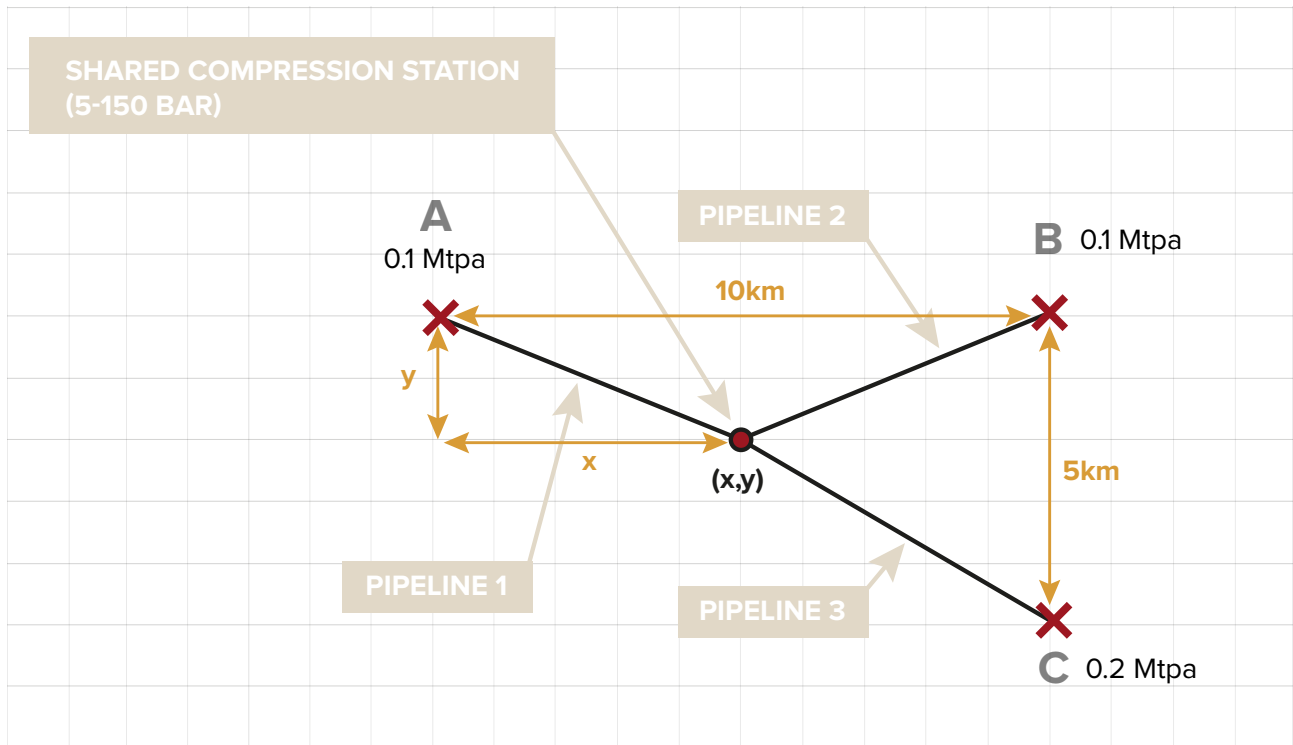 SHARED COMPRESSION STATION
(5-150 BAR)
PIPELINE 2
A
0.1 Mtpa
B 0.1 Mtpa
10km
y
x
(x,y)
5km
PIPELINE 1
PIPELINE 3
C 0.2 Mtpa